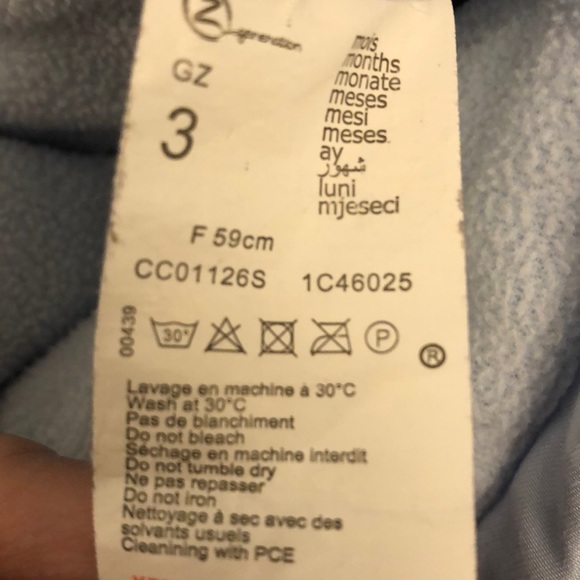 Z generation
GZ
3
mois
months
monate
meses
mesi
meses
ay
شهور
luni
mjeseci
F 59cm
CC01126S 1C46025
00439
30°
P
®
Lavage en machine à 30°C
Wash at 30°C
Pas de blanchiment
Do not bleach
Séchage en machine interdit
Do not tumble dry
Ne pas repasser
Do not iron
Nettoyage à sec avec des
solvants usuels
Cleanining with PCE